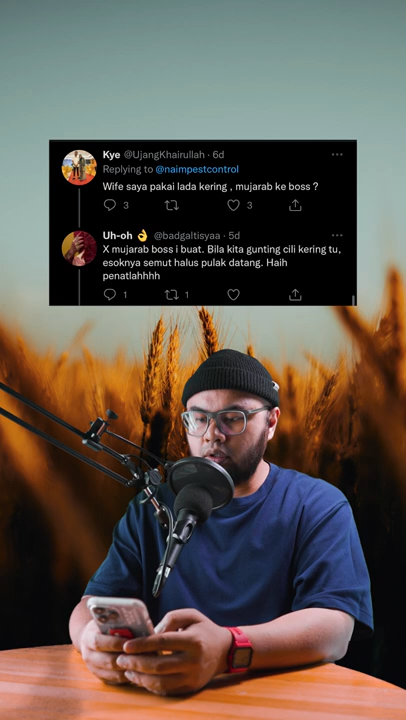 Kye @UjangKhairullah · 6d
Replying to @naimpestcontrol
Wife saya pakai lada kering , mujarab ke boss ?
3 3
Uh-oh 👌 @badgaltisyaa · 5d
X mujarab boss i buat. Bila kita gunting cili kering tu,
esoknya semut halus pulak datang. Haih
penatlahhhh
1 1